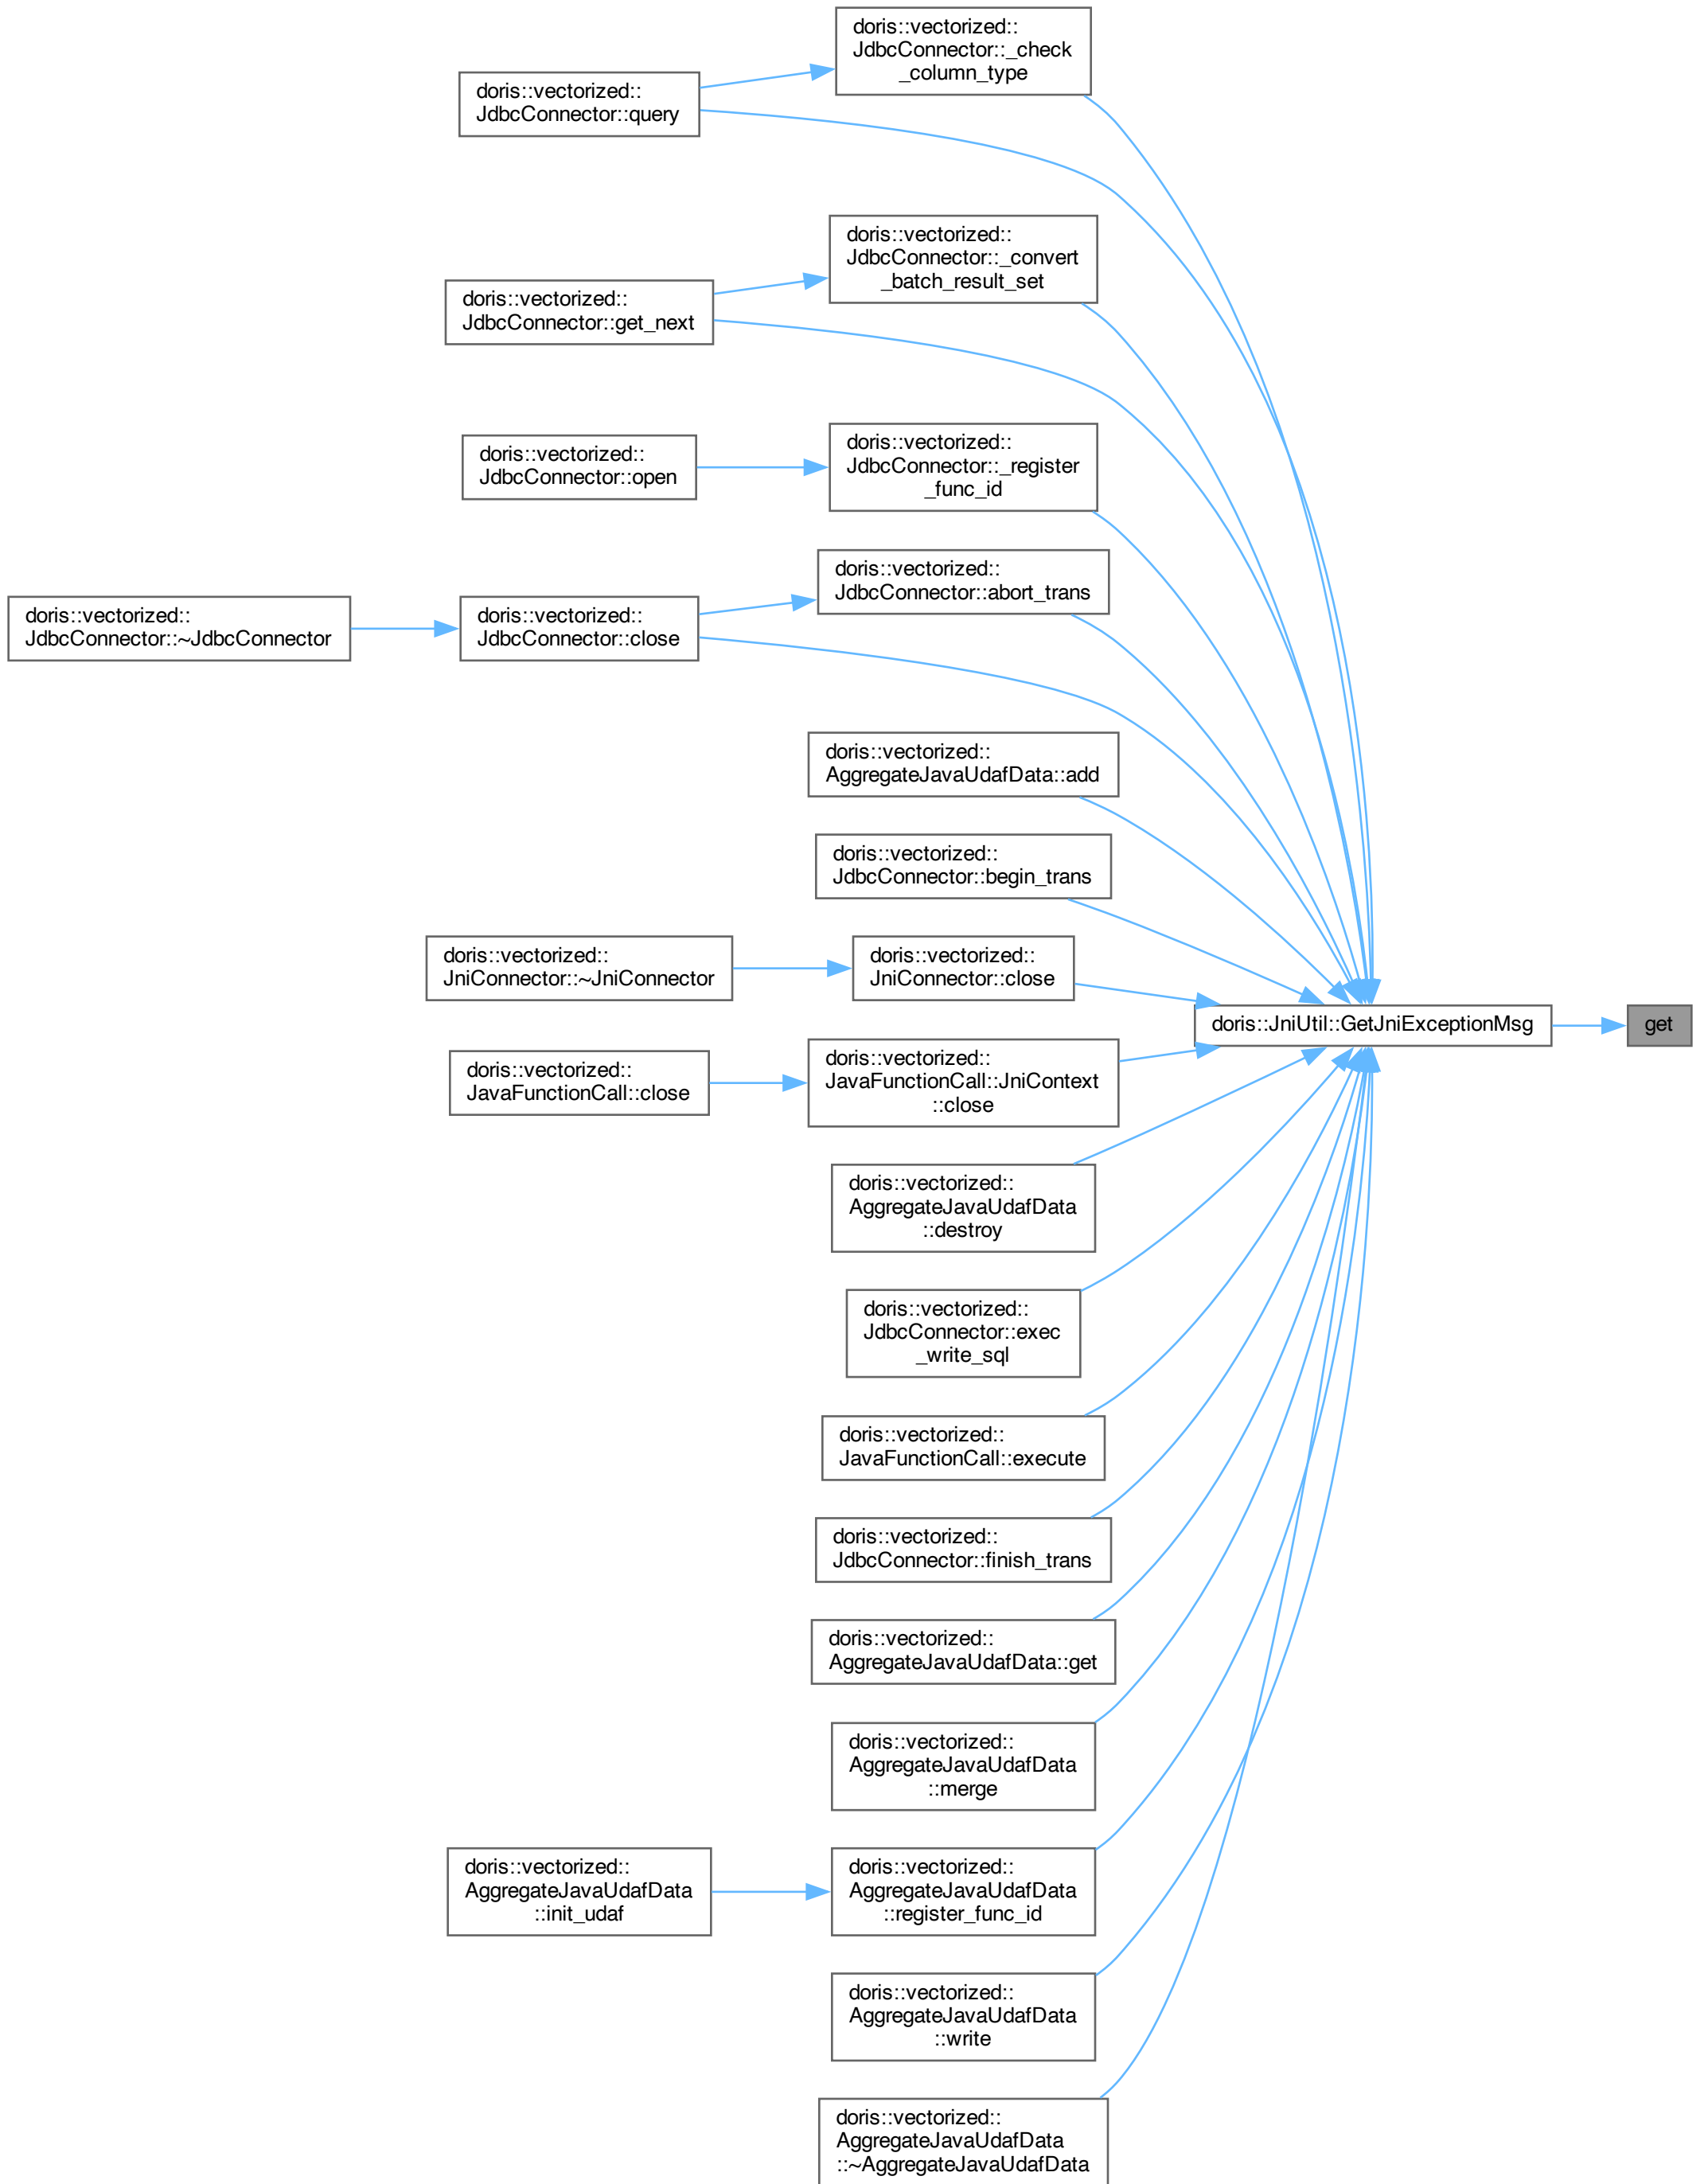 doris::vectorized::
JdbcConnector::_check
_column_type
doris::vectorized::
JdbcConnector::query
doris::vectorized::
JdbcConnector::_convert
_batch_result_set
doris::vectorized::
JdbcConnector::get_next
doris::vectorized::
JdbcConnector::_register
_func_id
doris::vectorized::
JdbcConnector::open
doris::vectorized::
JdbcConnector::abort_trans
doris::vectorized::
JdbcConnector::~JdbcConnector
doris::vectorized::
JdbcConnector::close
doris::vectorized::
AggregateJavaUdafData::add
doris::vectorized::
JdbcConnector::begin_trans
doris::vectorized::
JniConnector::~JniConnector
doris::vectorized::
JniConnector::close
doris::JniUtil::GetJniExceptionMsg
get
doris::vectorized::
JavaFunctionCall::close
doris::vectorized::
JavaFunctionCall::JniContext
::close
doris::vectorized::
AggregateJavaUdafData
::destroy
doris::vectorized::
JdbcConnector::exec
_write_sql
doris::vectorized::
JavaFunctionCall::execute
doris::vectorized::
JdbcConnector::finish_trans
doris::vectorized::
AggregateJavaUdafData::get
doris::vectorized::
AggregateJavaUdafData
::merge
doris::vectorized::
AggregateJavaUdafData
::init_udaf
doris::vectorized::
AggregateJavaUdafData
::register_func_id
doris::vectorized::
AggregateJavaUdafData
::write
doris::vectorized::
AggregateJavaUdafData
::~AggregateJavaUdafData